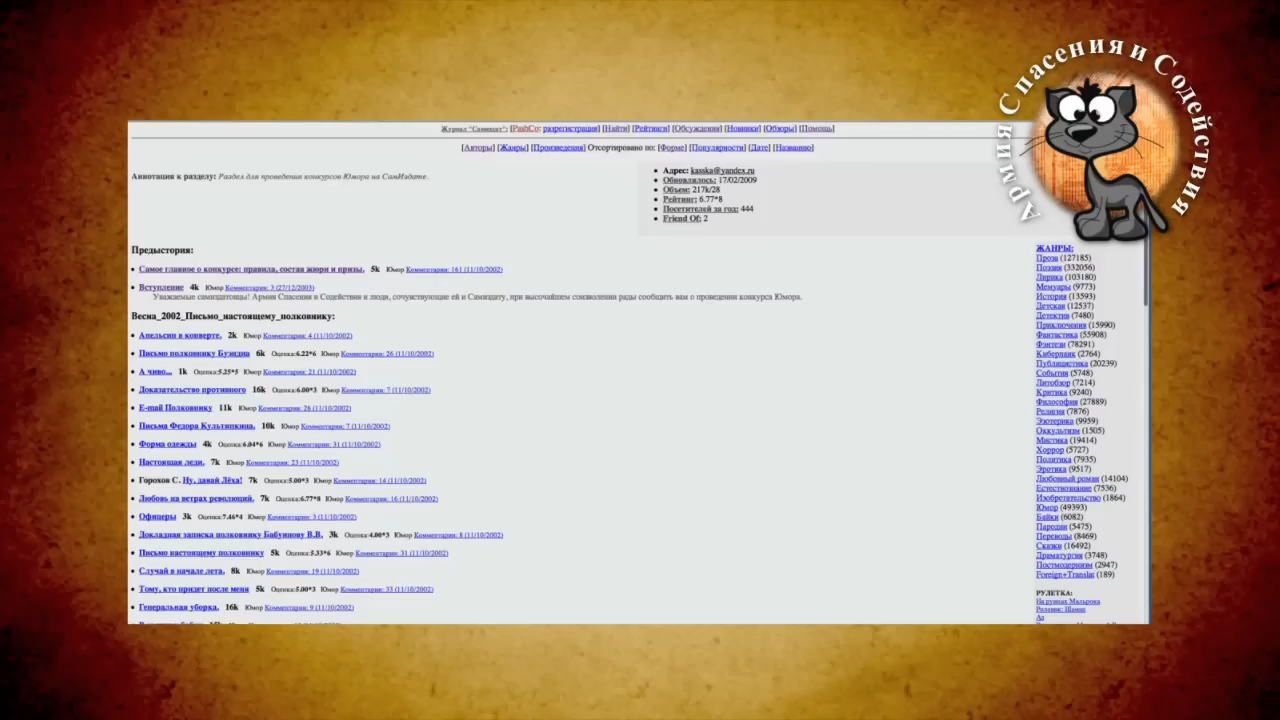 Армия Спасения и Содействия
Журнал "Самиздат": [PashCo: разрегистрация] [Найти] [Рейтинги] [Обсуждения] [Новинки] [Обзоры] [Помощь]
[Авторы] [Жанры] [Произведения] Отсортировано по: [Форме] [Популярности] [Дате] [Названию]
Аннотация к разделу: Раздел для проведения конкурсов Юмора на СамИздате.
Адрес: kasska@yandex.ru
Обновлялось: 17/02/2009
Объем: 217k/28
Рейтинг: 6.77*8
Посетителей за год: 444
Friend Of: 2
Предыстория:
Самое главное о конкурсе: правила, состав жюри и призы. 5k Юмор Комментарии: 161 (11/10/2002)
Вступление 4k Юмор Комментарии: 3 (27/12/2003)
Уважаемые самиздатовцы! Армия Спасения и Содействия и люди, сочувствующие ей и Самиздату, при высочайшем соизволении рады сообщить вам о проведении конкурса Юмора.
Весна_2002_Письмо_настоящему_полковнику:
Апельсин в конверте. 2k Юмор Комментарии: 4 (11/10/2002)
Письмо полковнику Буэндиа 6k Оценка:6.22*6 Юмор Комментарии: 26 (11/10/2002)
А чиво... 1k Оценка:5.25*5 Юмор Комментарии: 21 (11/10/2002)
Доказательство противного 16k Оценка:6.00*3 Юмор Комментарии: 7 (11/10/2002)
E-mail Полковнику 11k Юмор Комментарии: 26 (11/10/2002)
Письма Федора Культяпкина. 10k Юмор Комментарии: 7 (11/10/2002)
Форма одежды 4k Оценка:6.04*6 Юмор Комментарии: 31 (11/10/2002)
Настоящая леди. 7k Юмор Комментарии: 23 (11/10/2002)
Горохов С. Ну, давай Лёха! 7k Оценка:5.00*3 Юмор Комментарии: 14 (11/10/2002)
Любовь на ветрах революций. 7k Оценка:6.77*8 Юмор Комментарии: 16 (11/10/2002)
Офицеры 3k Оценка:7.46*4 Юмор Комментарии: 3 (11/10/2002)
Докладная записка полковнику Бабуинову В.В. 3k Оценка:4.00*3 Юмор Комментарии: 8 (11/10/2002)
Письмо настоящему полковнику 5k Оценка:5.33*6 Юмор Комментарии: 31 (11/10/2002)
Случай в начале лета. 8k Юмор Комментарии: 19 (11/10/2002)
Тому, кто придет после меня 5k Оценка:5.00*3 Юмор Комментарии: 33 (11/10/2002)
Генеральная уборка. 16k Юмор Комментарии: 9 (11/10/2002)
ЖАНРЫ:
Проза (127185)
Поэзия (332056)
Лирика (103180)
Мемуары (9773)
История (13593)
Детская (12537)
Детектив (7480)
Приключения (15990)
Фантастика (55908)
Фэнтези (78291)
Киберпанк (2764)
Публицистика (20239)
События (5748)
Литобзор (7214)
Критика (9240)
Философия (27889)
Религия (7876)
Эзотерика (9959)
Оккультизм (1505)
Мистика (19414)
Хоррор (5727)
Политика (7935)
Эротика (9517)
Любовный роман (14104)
Естествознание (7536)
Изобретательство (1864)
Юмор (49393)
Байки (6082)
Пародии (5475)
Переводы (8469)
Сказки (16492)
Драматургия (3748)
Постмодернизм (2947)
Foreign+Translat (189)
РУЛЕТКА:
На руинах Мальрока
Реликве: Шаман